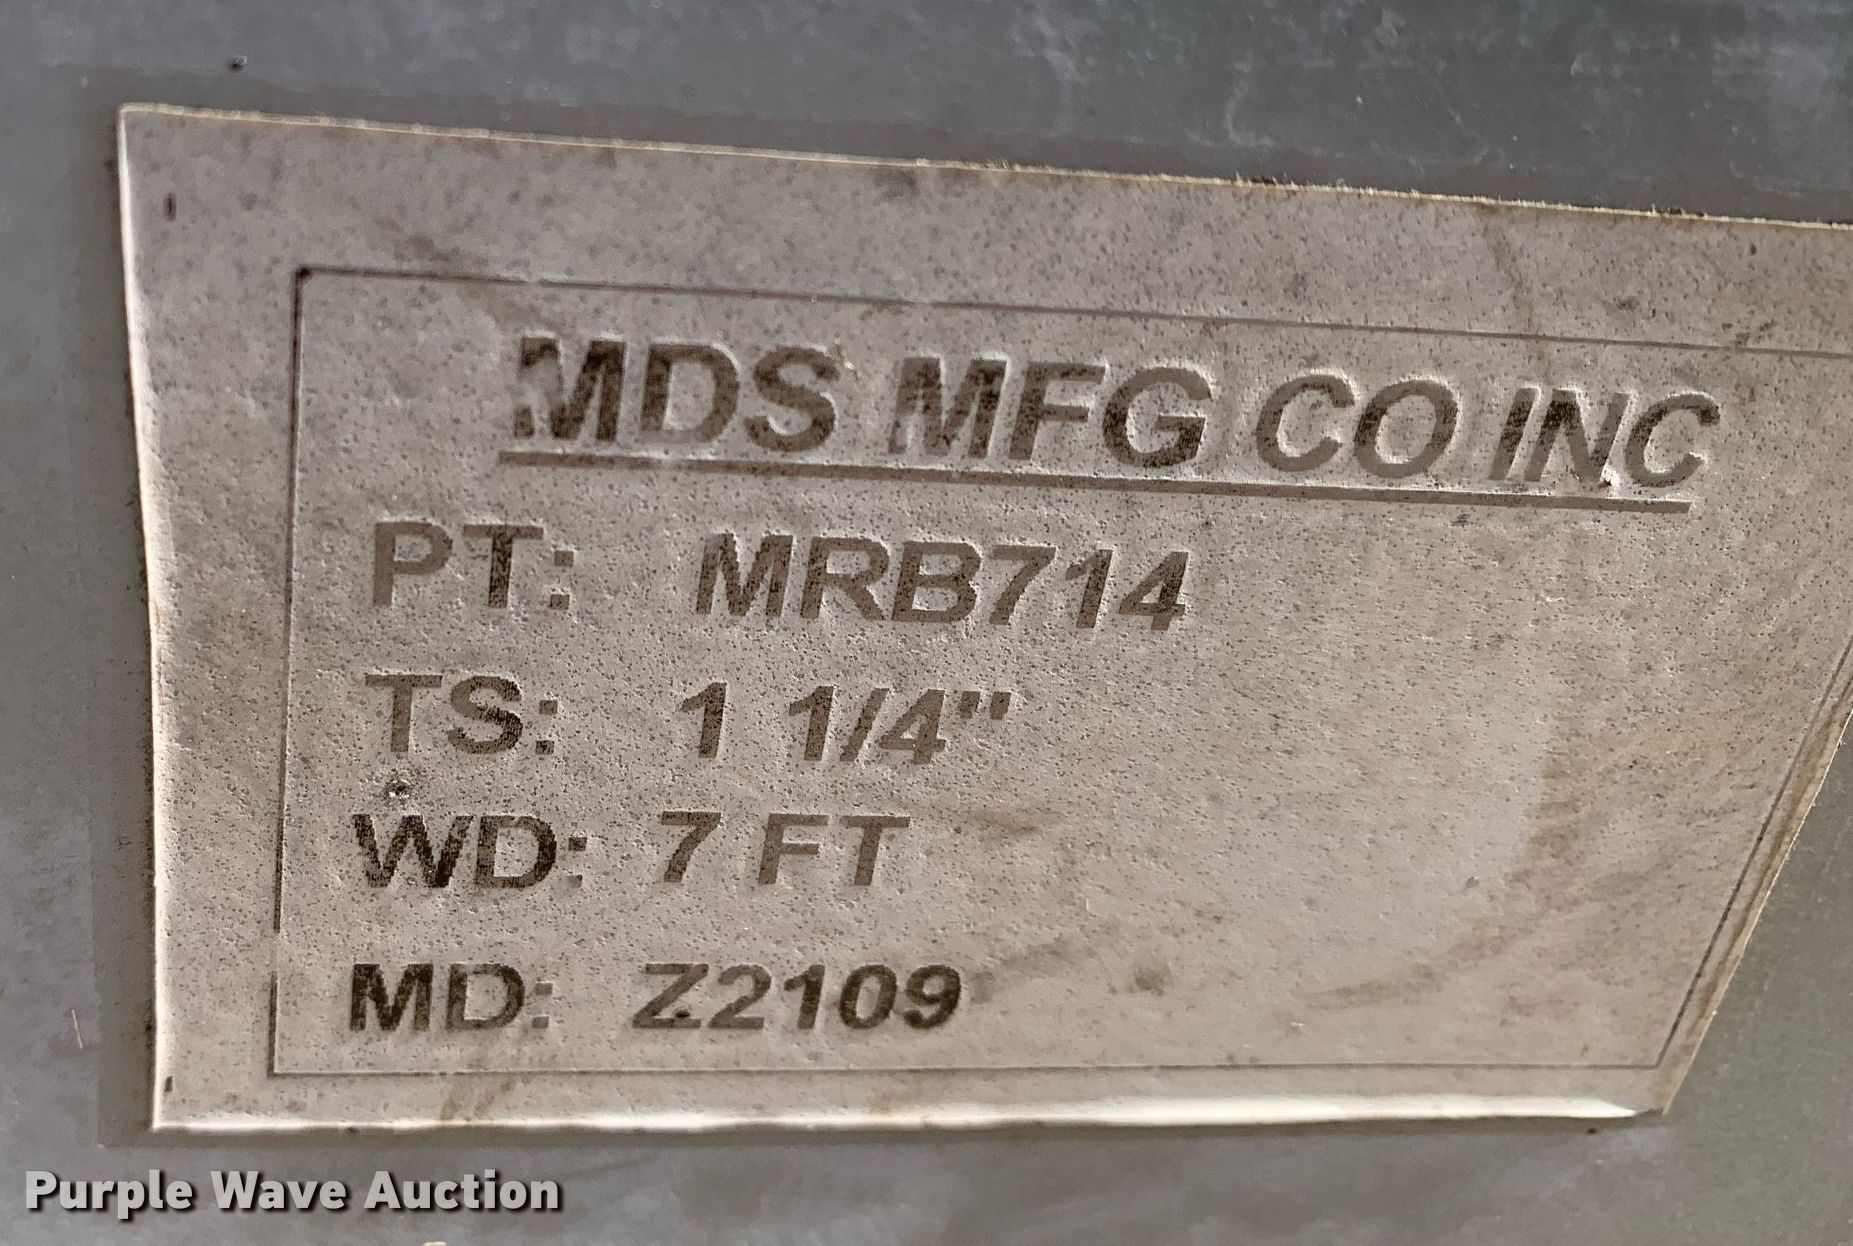 MDS MFG CO INC
PT: MRB714
TS: 1 1/4"
WD: 7 FT
MD: Z2109
Purple Wave Auction